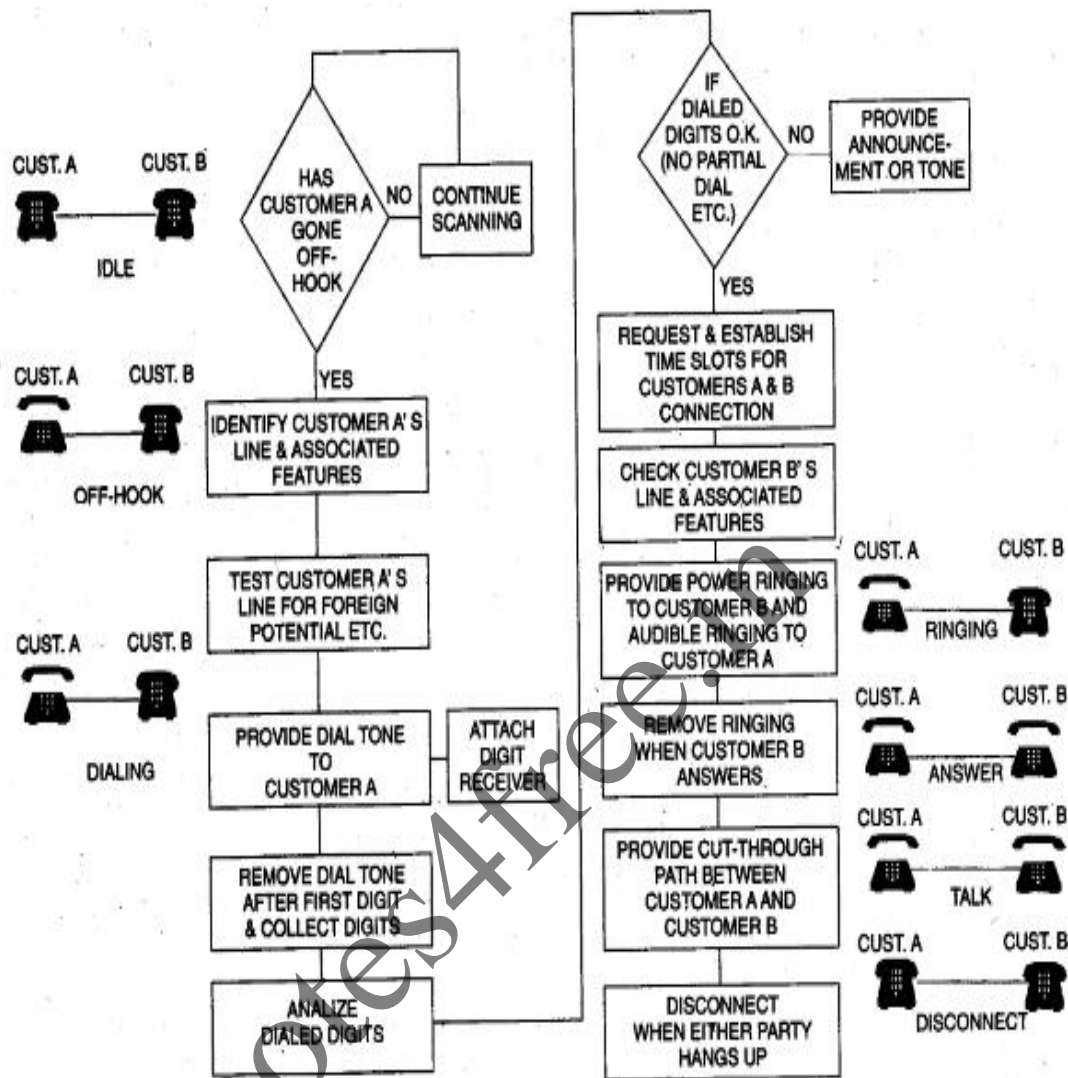 CUST. A CUST. B
IDLE
HAS
CUSTOMER A
GONE
OFF-
HOOK
NO
CONTINUE
SCANNING
YES
CUST. A CUST. B
OFF-HOOK
IDENTIFY CUSTOMER A' S
LINE & ASSOCIATED
FEATURES
TEST CUSTOMER A' S
LINE FOR FOREIGN
POTENTIAL ETC.
CUST. A CUST. B
DIALING
PROVIDE DIAL TONE
TO
CUSTOMER A
ATTACH
DIGIT
RECEIVER
REMOVE DIAL TONE
AFTER FIRST DIGIT
& COLLECT DIGITS
ANALIZE
DIALED DIGITS
IF
DIALED
DIGITS O.K.
(NO PARTIAL
DIAL
ETC.)
NO
PROVIDE
ANNOUNCE-
MENT OR TONE
YES
REQUEST & ESTABLISH
TIME SLOTS FOR
CUSTOMERS A & B
CONNECTION
CHECK CUSTOMER B' S
LINE & ASSOCIATED
FEATURES
PROVIDE POWER RINGING
TO CUSTOMER B AND
AUDIBLE RINGING TO
CUSTOMER A
CUST. A CUST. B
RINGING
REMOVE RINGING
WHEN CUSTOMER B
ANSWERS
CUST. A CUST. B
ANSWER
PROVIDE CUT-THROUGH
PATH BETWEEN
CUSTOMER A AND
CUSTOMER B
CUST. A CUST. B
TALK
DISCONNECT
WHEN EITHER PARTY
HANGS UP
CUST. A CUST. B
DISCONNECT
otes4free.in